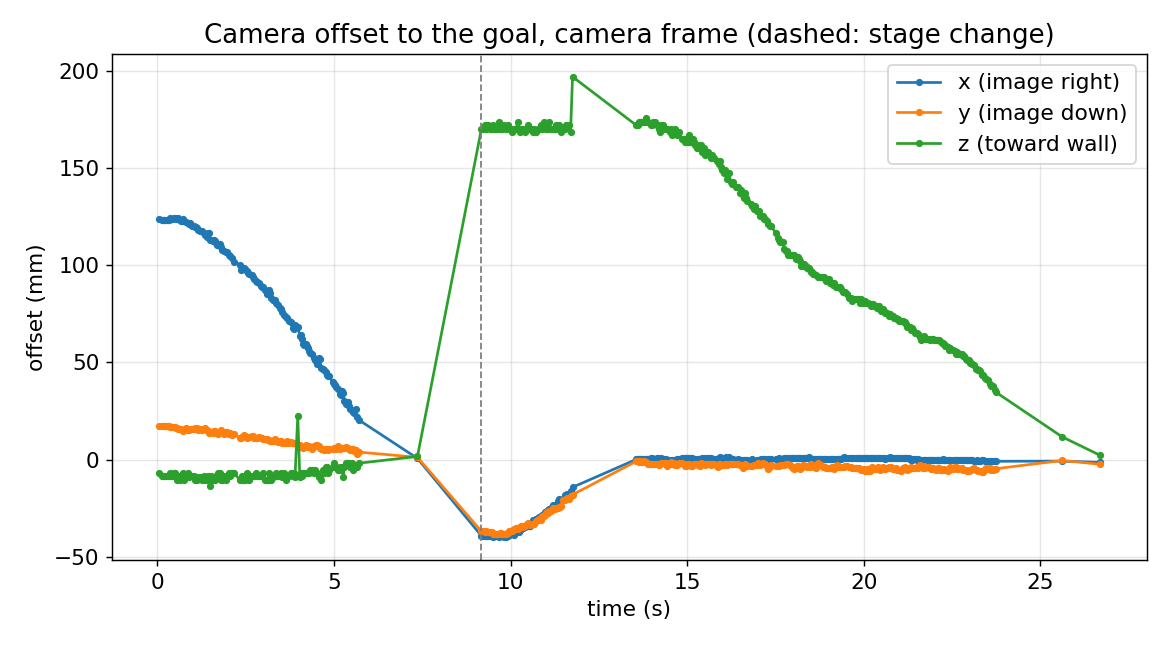 Camera offset to the goal, camera frame (dashed: stage change)
offset (mm)
200
150
100
50
0
−50
x (image right)
y (image down)
z (toward wall)
0
5
10
15
20
25
time (s)